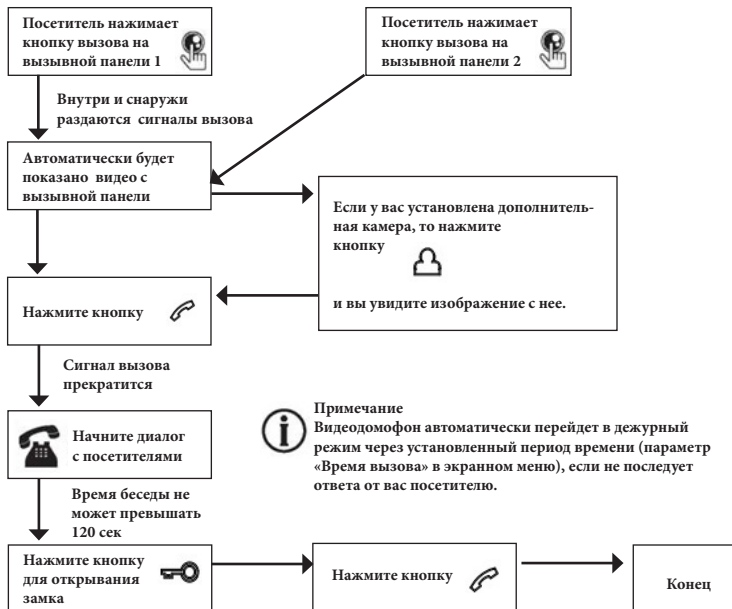 Посетитель нажимает
кнопку вызова на
вызывной панели 1
Посетитель нажимает
кнопку вызова на
вызывной панели 2
Внутри и снаружи
раздаются сигналы вызова
Автоматически будет
показано видео с
вызывной панели
Если у вас установлена дополнитель-
ная камера, то нажмите
кнопку
и вы увидите изображение с нее.
Нажмите кнопку
Сигнал вызова
прекратится
Начните диалог
с посетителями
Примечание
Видеодомофон автоматически перейдет в дежурный
режим через установленный период времени (параметр
«Время вызова» в экранном меню), если не последует
ответа от вас посетителю.
Время беседы не
может превышать
120 сек
Нажмите кнопку
для открывания
замка
Нажмите кнопку
Конец